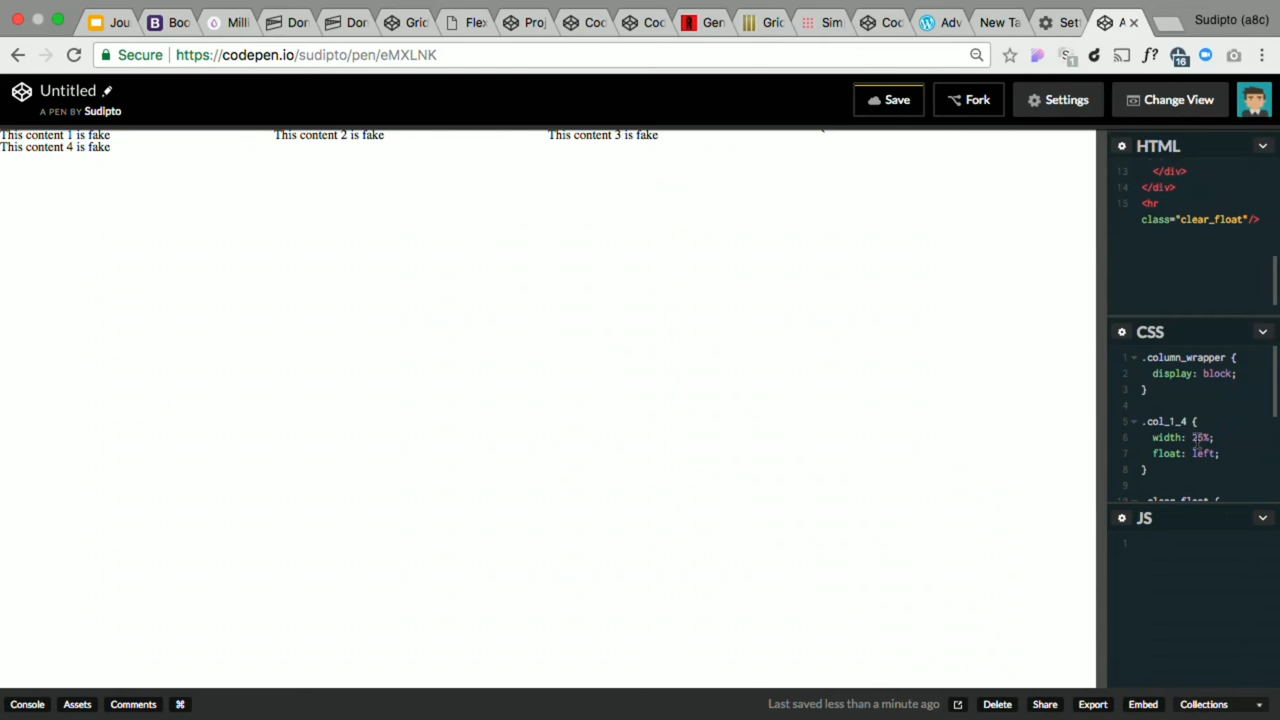 Jou
Boo
Milli
Dor
Dor
Gric
Flex
Proj
Coc
Coc
Gen
Gric
Sim
Coc
Adv
New Ta
Set
A
Sudipto (a8c)
Secure https://codepen.io/sudipto/pen/eMXLNK
f?
16
1
Untitled
A PEN BY Sudipto
Save
Fork
Settings
Change View
This content 1 is fake This content 2 is fake This content 3 is fake
This content 4 is fake
HTML
13 </div>
14 </div>
15 <hr
class="clear_float"/>
CSS
1 .column_wrapper {
2 display: block;
3 }
4
5 .col_1_4 {
6 width: 25%;
7 float: left;
8 }
9
10 .clear_float {
JS
1
Console
Assets
Comments
⌘
Last saved less than a minute ago
Delete
Share
Export
Embed
Collections